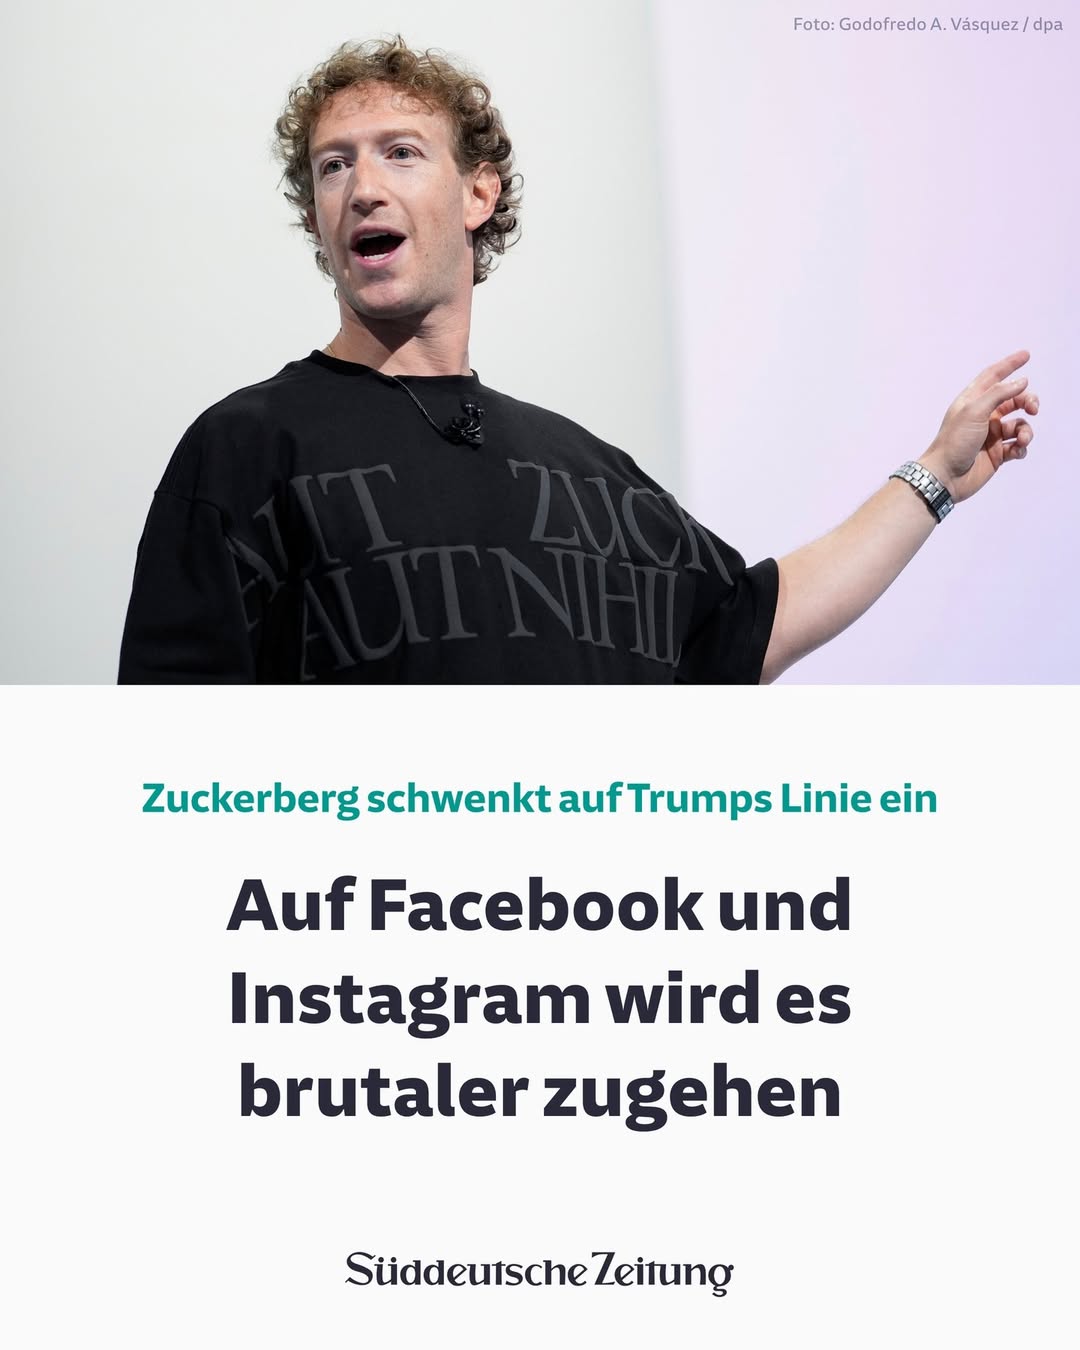 Foto: Godofredo A. Vásquez / dpa
AUT ZUCK
AUT NIHIL
Zuckerberg schwenkt auf Trumps Linie ein
Auf Facebook und
Instagram wird es
brutaler zugehen
Süddeutsche Zeitung